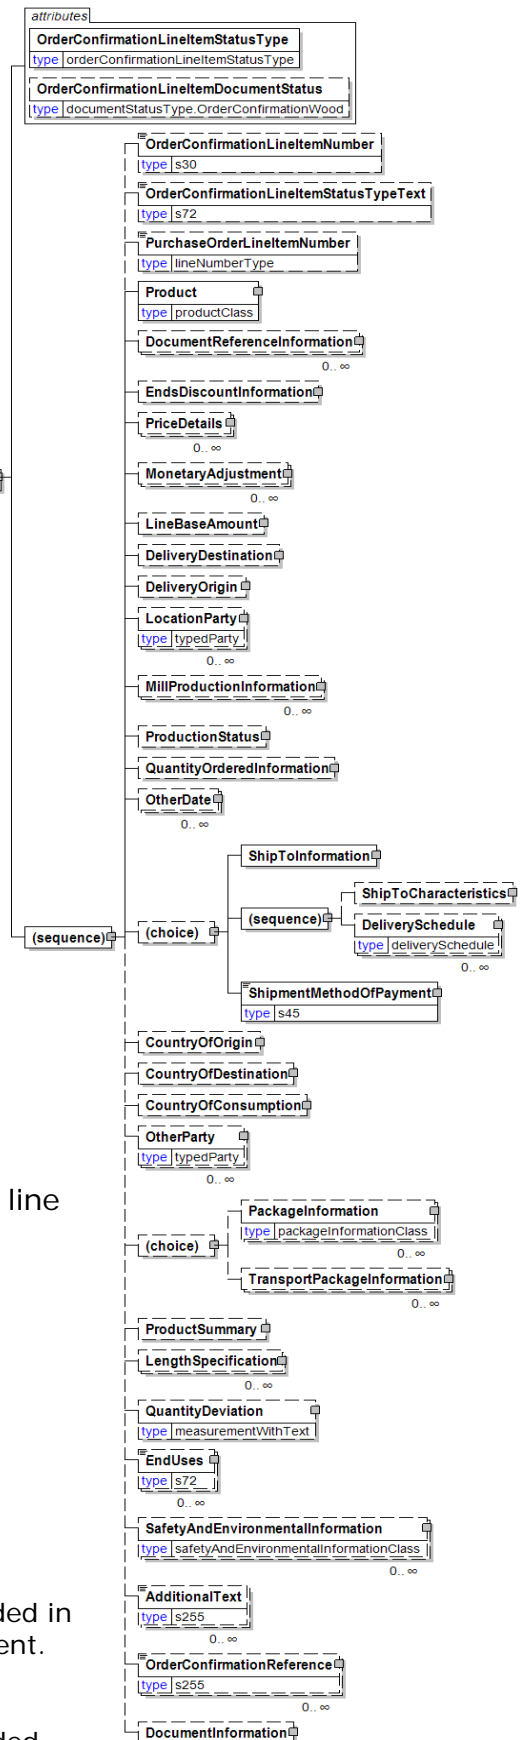 attributes
OrderConfirmationLineItemStatusType
type orderConfirmationLineItemStatusType
OrderConfirmationLineItemDocumentStatus
type documentStatusType.OrderConfirmationWood
OrderConfirmationLineItemNumber
type s30
OrderConfirmationLineItemStatusTypeText
type s72
PurchaseOrderLineItemNumber
type lineNumberType
Product
type productClass
DocumentReferenceInformation
0.. ∞
EndsDiscountInformation
PriceDetails
0.. ∞
MonetaryAdjustment
0.. ∞
LineBaseAmount
DeliveryDestination
DeliveryOrigin
LocationParty
type typedParty
0.. ∞
MillProductionInformation
0.. ∞
ProductionStatus
QuantityOrderedInformation
OtherDate
0.. ∞
(sequence)
(choice)
ShipToInformation
(sequence)
ShipToCharacteristics
DeliverySchedule
type deliverySchedule
0.. ∞
ShipmentMethodOfPayment
type s45
CountryOfOrigin
CountryOfDestination
CountryOfConsumption
OtherParty
type typedParty
0.. ∞
line
(choice)
PackageInformation
type packageInformationClass
0.. ∞
TransportPackageInformation
0.. ∞
ProductSummary
LengthSpecification
0.. ∞
QuantityDeviation
type measurementWithText
EndUses
type s72
0.. ∞
SafetyAndEnvironmentalInformation
type safetyAndEnvironmentalInformationClass
0.. ∞
AdditionalText
type s255
0.. ∞
ded in
ent.
OrderConfirmationReference
type s255
0.. ∞
DocumentInformation